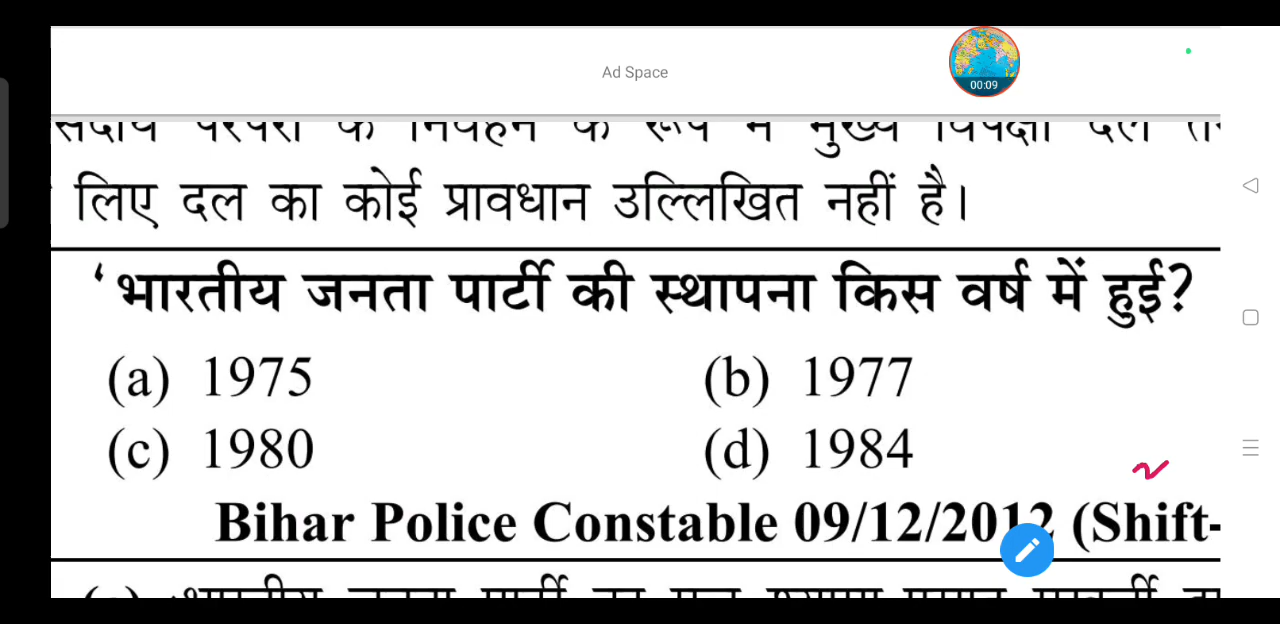 Ad Space
00:09
लिए दल का कोई प्रावधान उल्लिखित नहीं है।
‘भारतीय जनता पार्टी की स्थापना किस वर्ष में हुई?
(a) 1975 (b) 1977
(c) 1980 (d) 1984
Bihar Police Constable 09/12/2012 (Shift-